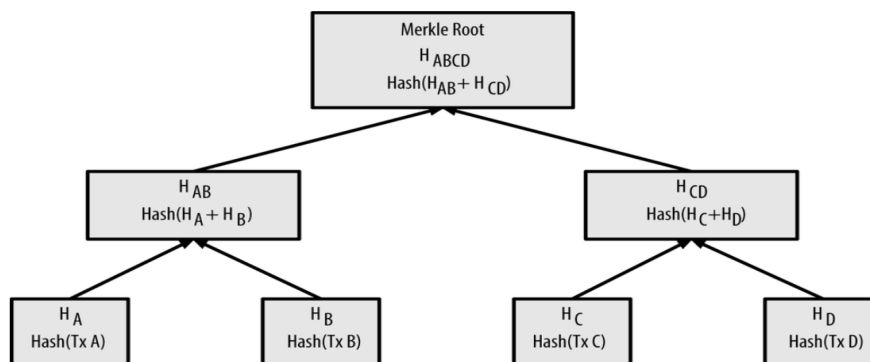 Merkle Root
H ABCD
Hash(H AB + H CD)
H AB
Hash(H A + H B)
H CD
Hash(H C+H D)
H A
Hash(Tx A)
H B
Hash(Tx B)
H C
Hash(Tx C)
H D
Hash(Tx D)